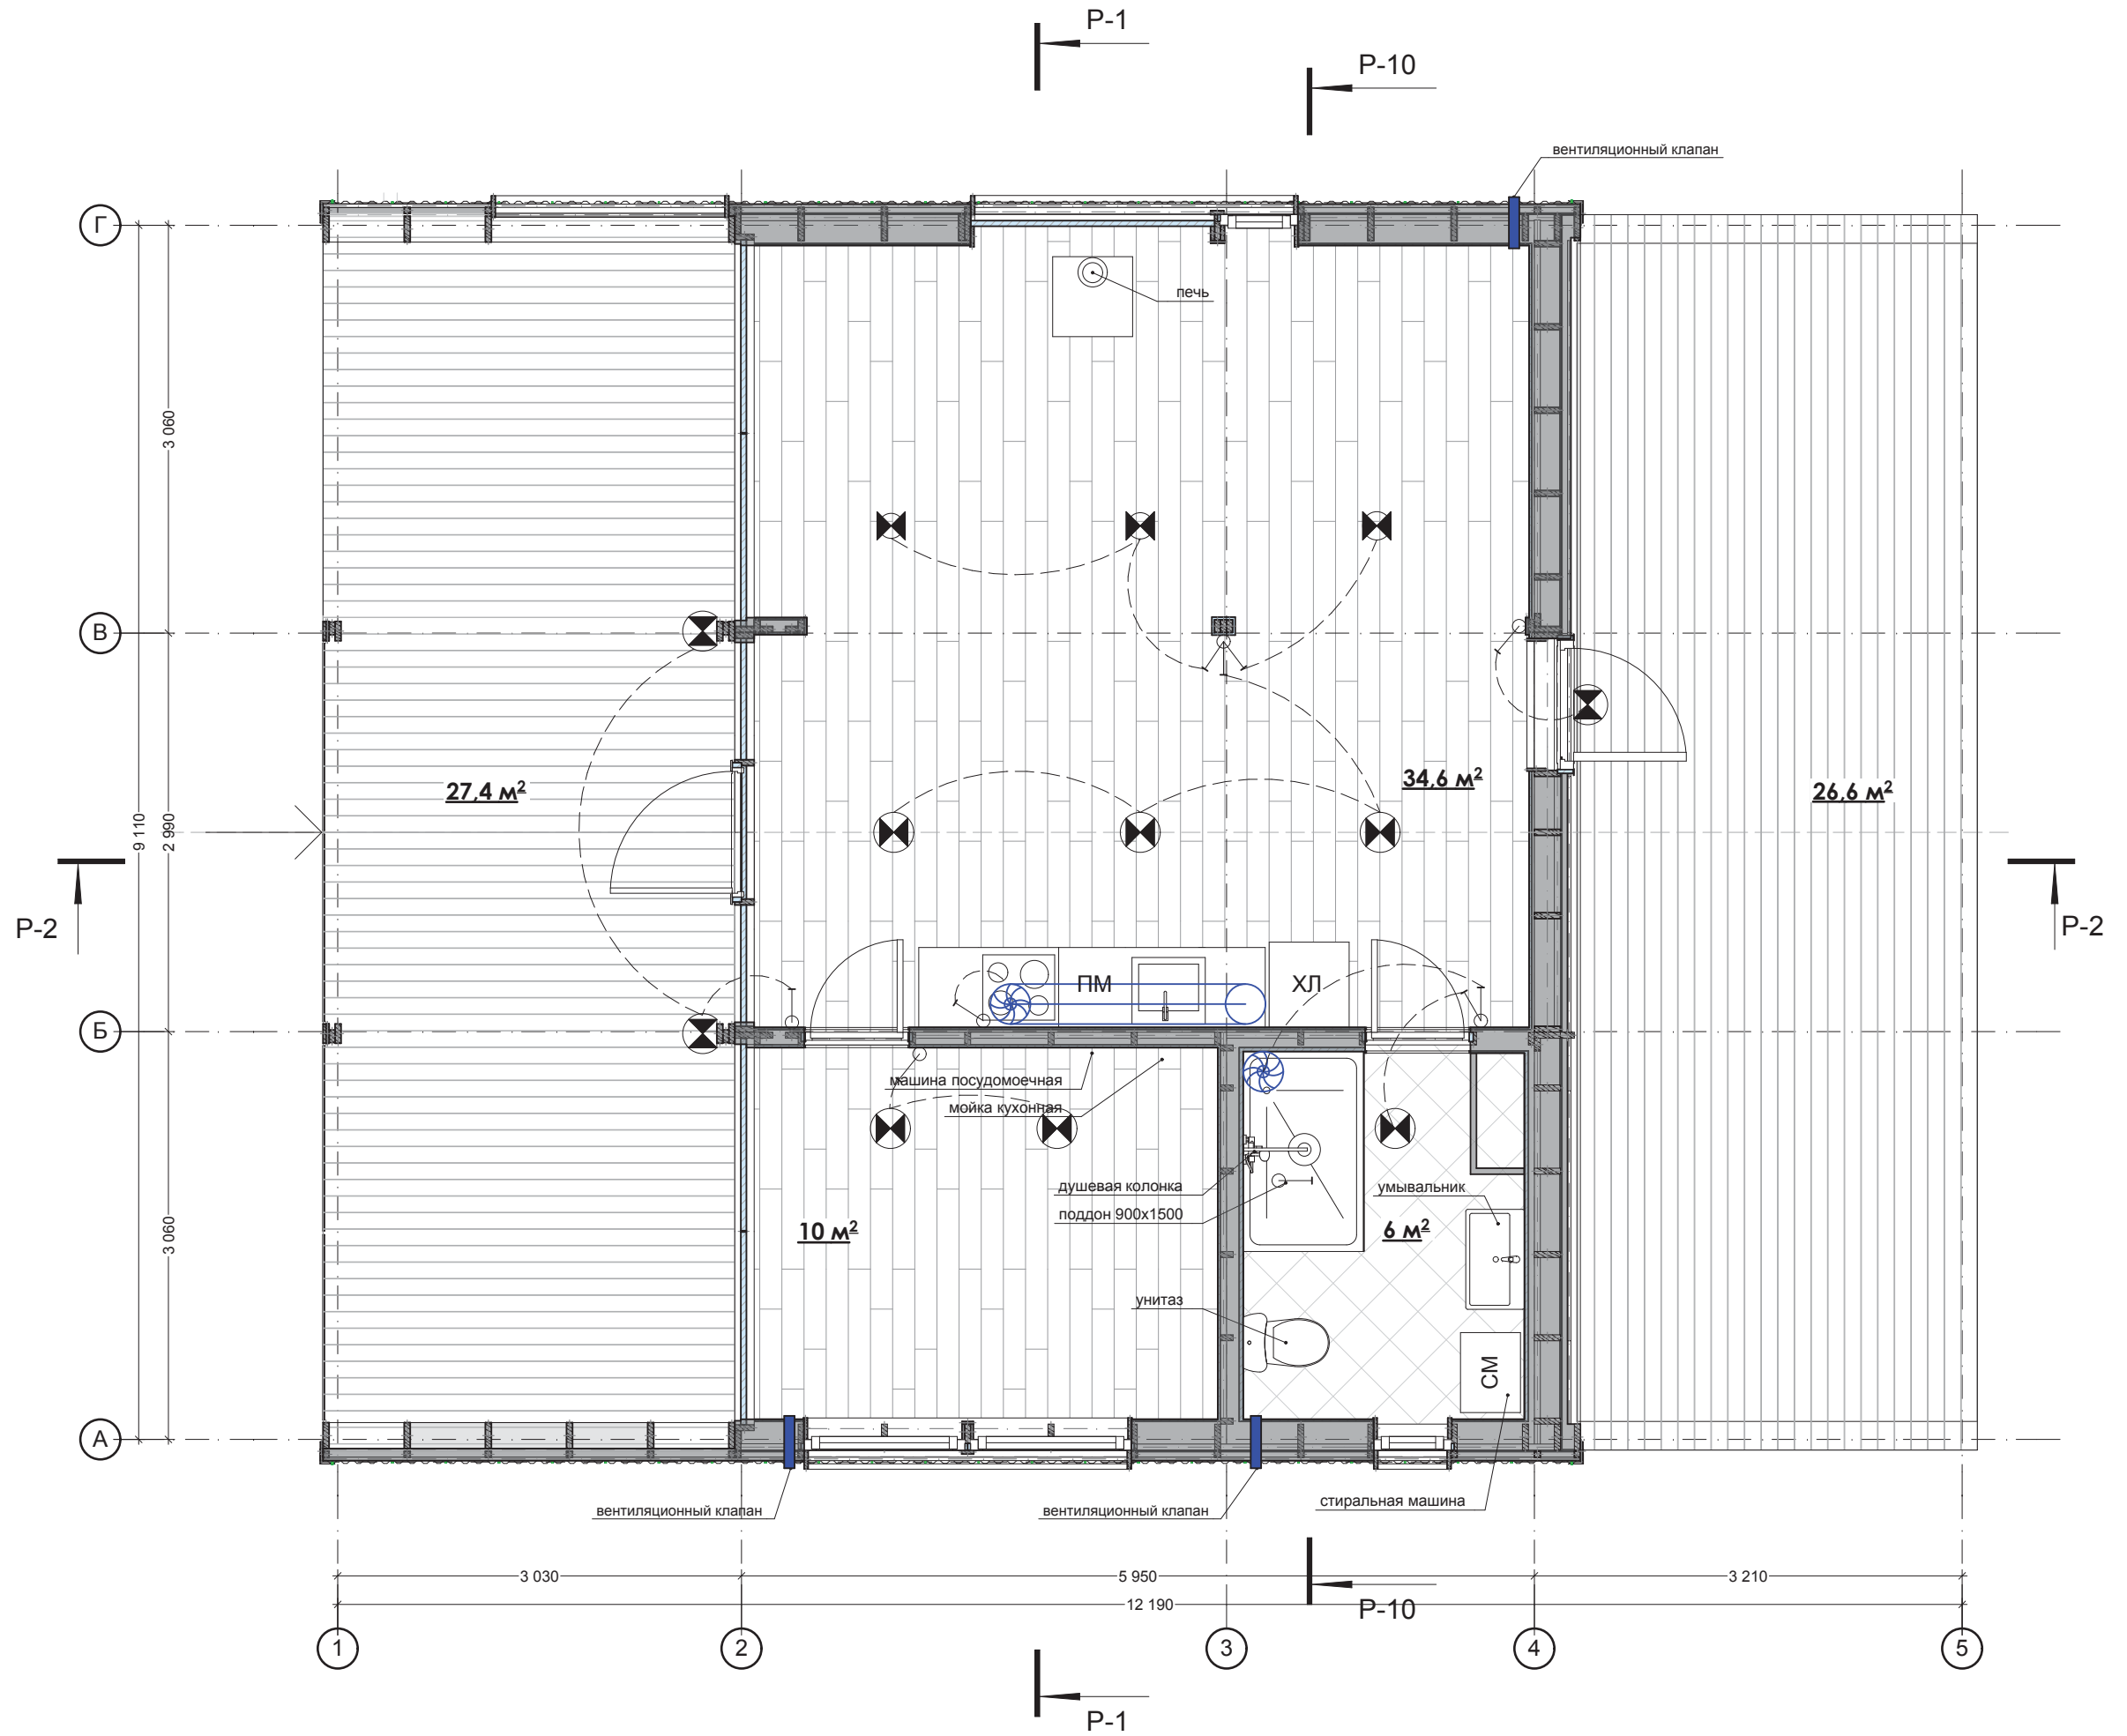 Р-1
Р-10
вентиляционный клапан
Г
печь
3 060
В
27,4 м²
34,6 м²
26,6 м²
9 110
2 990
Р-2
Р-2
ПМ
ХЛ
Б
машина посудомоечная
мойка кухонная
душевая колонка
умывальник
поддон 900х1500
10 м²
6 м²
3 060
унитаз
СМ
А
стиральная машина
вентиляционный клапан
вентиляционный клапан
3 030
5 950
3 210
12 190
Р-10
1
2
3
4
5
Р-1